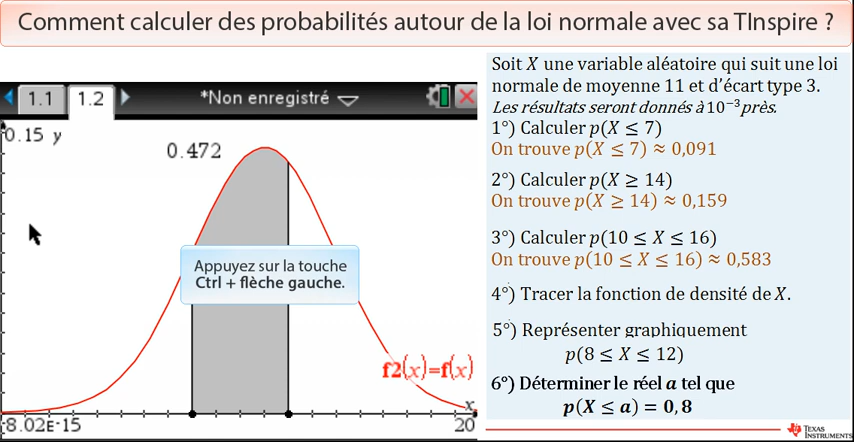 Comment calculer des probabilités autour de la loi normale avec sa TInspire ?
1.1
1.2
*Non enregistré
0.15 y
0.472
Appuyez sur la touche
Ctrl + flèche gauche.
f2(x)=f(x)
x
-8.02E-15
20
Soit X une variable aléatoire qui suit une loi
normale de moyenne 11 et d'écart type 3.
Les résultats seront donnés à 10⁻³ près.
1°) Calculer p(X ≤ 7)
On trouve p(X ≤ 7) ≈ 0,091
2°) Calculer p(X ≥ 14)
On trouve p(X ≥ 14) ≈ 0,159
3°) Calculer p(10 ≤ X ≤ 16)
On trouve p(10 ≤ X ≤ 16) ≈ 0,583
4°) Tracer la fonction de densité de X.
5°) Représenter graphiquement
p(8 ≤ X ≤ 12)
6°) Déterminer le réel a tel que
p(X ≤ a) = 0,8
TEXAS
INSTRUMENTS